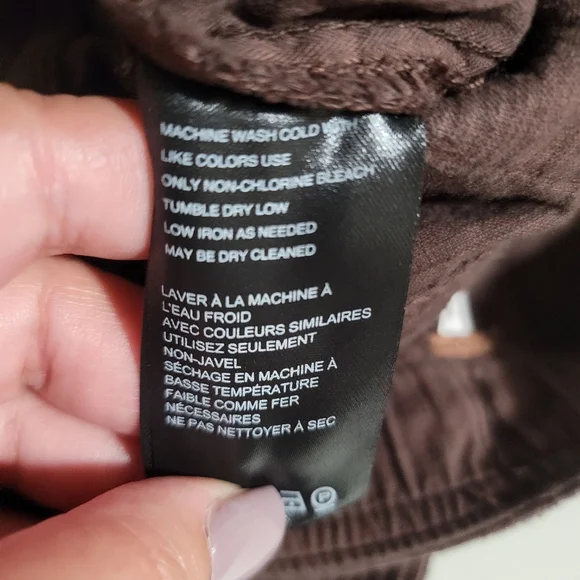 MACHINE WASH COLD WITH
LIKE COLORS USE
ONLY NON-CHLORINE BLEACH
TUMBLE DRY LOW
LOW IRON AS NEEDED
MAY BE DRY CLEANED
LAVER À LA MACHINE À
L'EAU FROID
AVEC COULEURS SIMILAIRES
UTILISEZ SEULEMENT
NON-JAVEL
SÉCHAGE EN MACHINE À
BASSE TEMPÉRATURE
FAIBLE COMME FER
NÉCESSAIRES
NE PAS NETTOYER À SEC
P